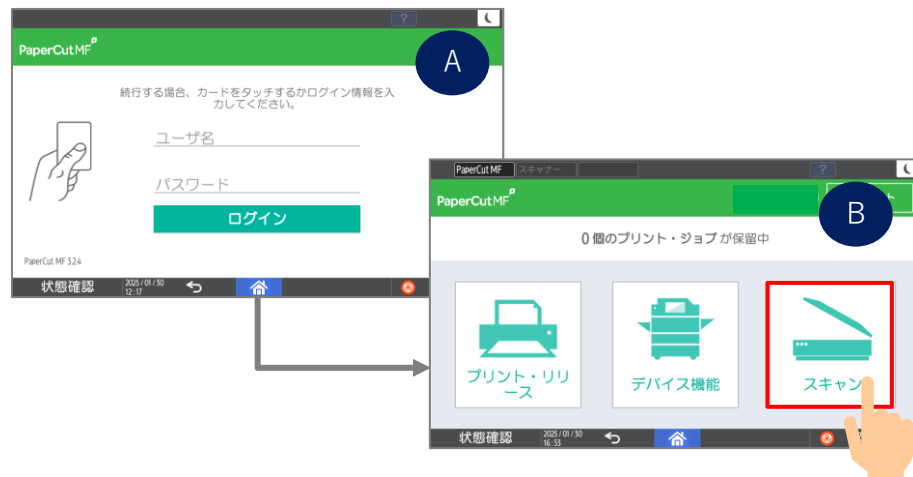 ?
PaperCut MF
A
続行する場合、カードをタッチするかログイン情報を入
力してください。
ユーザ名
パスワード
ログイン
PaperCut MF 3.2.4
状態確認
2025/01/30
12:17
PaperCut MF
スキャナー
?
PaperCut MF
B
ト
0 個のプリント・ジョブ が保留中
プリント・リリ
ース
デバイス機能
スキャン
状態確認
2025/01/30
16:53